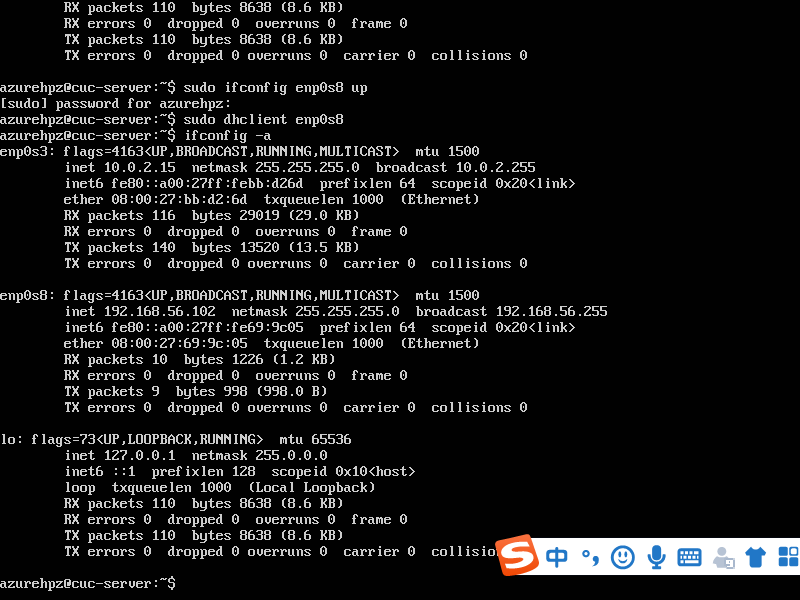 RX packets 110  bytes 8638 (8.6 KB)
RX errors 0  dropped 0  overruns 0  frame 0
TX packets 110  bytes 8638 (8.6 KB)
TX errors 0  dropped 0 overruns 0  carrier 0  collisions 0
azurehpz@cuc-server:~$ sudo ifconfig enp0s8 up
[sudo] password for azurehpz:
azurehpz@cuc-server:~$ sudo dhclient enp0s8
azurehpz@cuc-server:~$ ifconfig -a
enp0s3: flags=4163<UP,BROADCAST,RUNNING,MULTICAST>  mtu 1500
inet 10.0.2.15  netmask 255.255.255.0  broadcast 10.0.2.255
inet6 fe80::a00:27ff:febb:d26d  prefixlen 64  scopeid 0x20<link>
ether 08:00:27:bb:d2:6d  txqueuelen 1000  (Ethernet)
RX packets 116  bytes 29019 (29.0 KB)
RX errors 0  dropped 0  overruns 0  frame 0
TX packets 140  bytes 13520 (13.5 KB)
TX errors 0  dropped 0 overruns 0  carrier 0  collisions 0
enp0s8: flags=4163<UP,BROADCAST,RUNNING,MULTICAST>  mtu 1500
inet 192.168.56.102  netmask 255.255.255.0  broadcast 192.168.56.255
inet6 fe80::a00:27ff:fe69:9c05  prefixlen 64  scopeid 0x20<link>
ether 08:00:27:69:9c:05  txqueuelen 1000  (Ethernet)
RX packets 10  bytes 1226 (1.2 KB)
RX errors 0  dropped 0  overruns 0  frame 0
TX packets 9  bytes 998 (998.0 B)
TX errors 0  dropped 0 overruns 0  carrier 0  collisions 0
lo: flags=73<UP,LOOPBACK,RUNNING>  mtu 65536
inet 127.0.0.1  netmask 255.0.0.0
inet6 ::1  prefixlen 128  scopeid 0x10<host>
loop  txqueuelen 1000  (Local Loopback)
RX packets 110  bytes 8638 (8.6 KB)
RX errors 0  dropped 0  overruns 0  frame 0
TX packets 110  bytes 8638 (8.6 KB)
TX errors 0  dropped 0 overruns 0  carrier 0  collisio
S 中 °,
azurehpz@cuc-server:~$